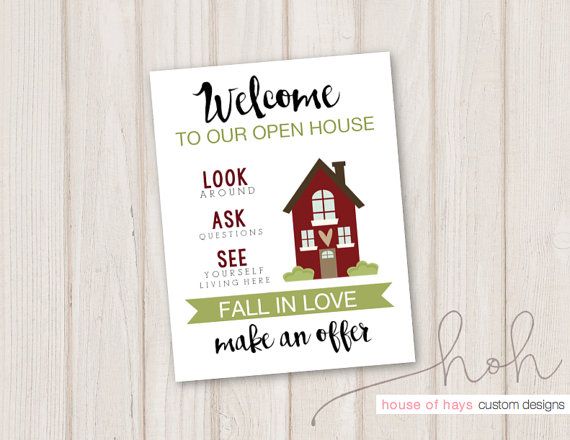 Welcome
TO OUR OPEN HOUSE
LOOK
AROUND
ASK
QUESTIONS
SEE
YOURSELF
LIVING HERE
FALL IN LOVE
make an offer
hoh
house of hays custom designs